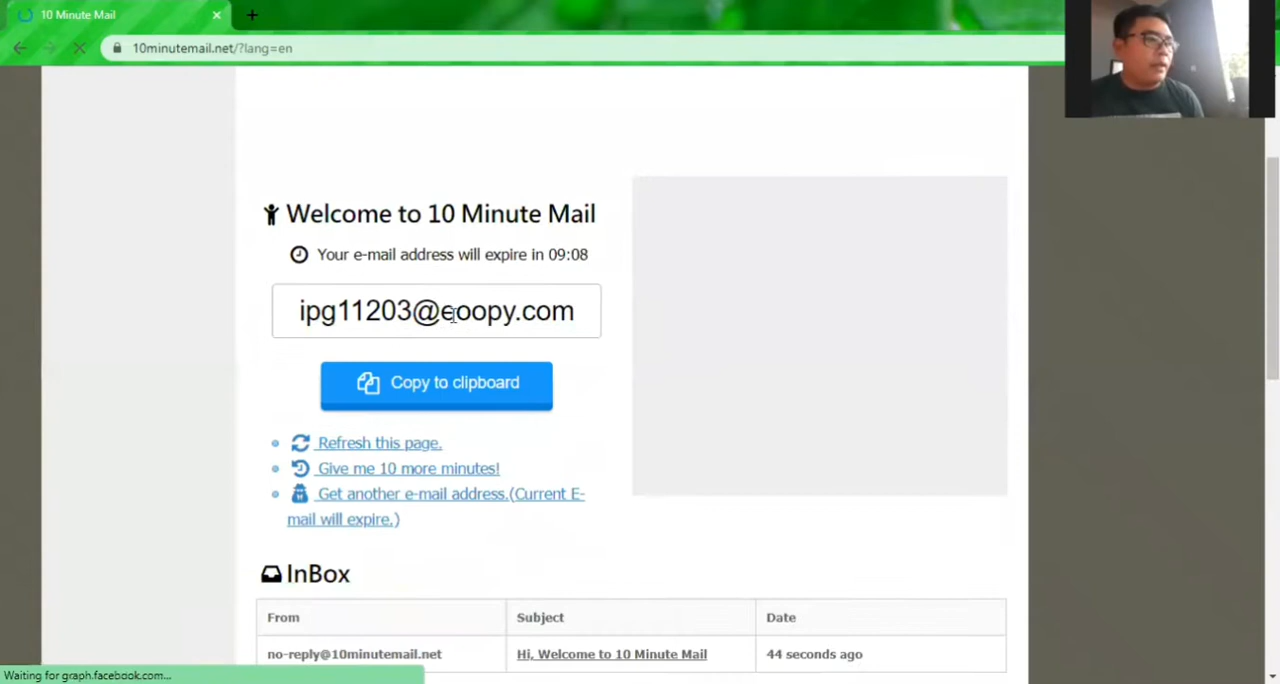 10 Minute Mail
10minutemail.net/?lang=en
Welcome to 10 Minute Mail
Your e-mail address will expire in 09:08
ipg11203@eoopy.com
Copy to clipboard
Refresh this page.
Give me 10 more minutes!
Get another e-mail address.(Current E-
mail will expire.)
InBox
From Subject Date
no-reply@10minutemail.net Hi, Welcome to 10 Minute Mail 44 seconds ago
Waiting for graph.facebook.com...